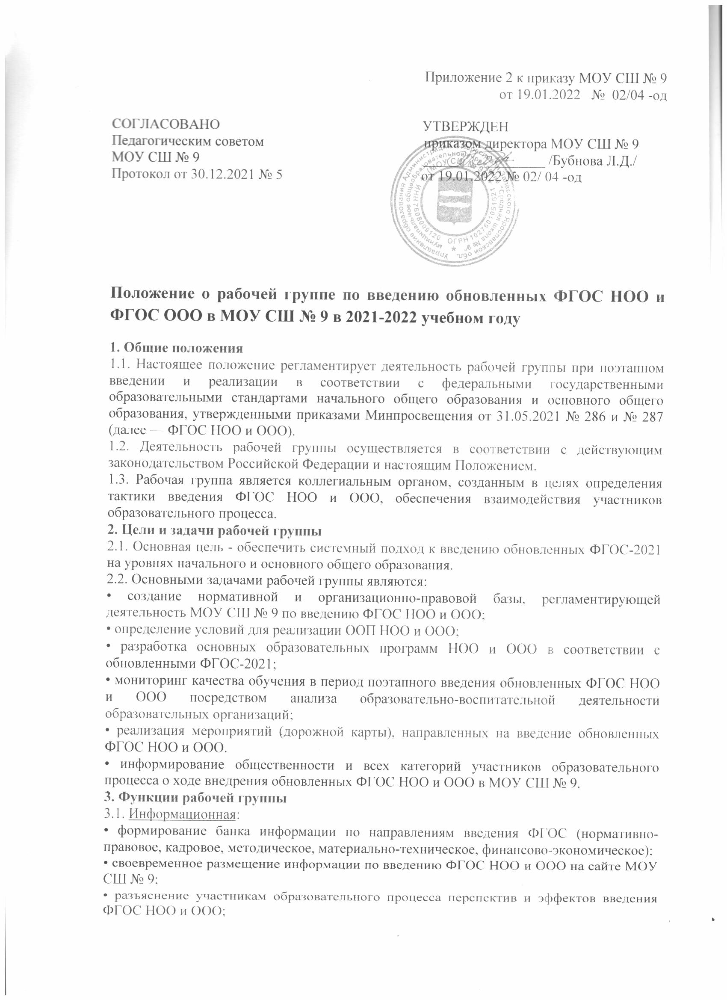 Приложение 2 к приказу МОУ СШ № 9
от 19.01.2022 № 02/04 -од
СОГЛАСОВАНО
Педагогическим советом
МОУ СШ № 9
Протокол от 30.12.2021 № 5
УТВЕРЖДЕН
приказом директора МОУ СШ № 9
/Бубнова Л.Д./
от 19.01.2022 № 02/ 04 -од
Управление образования Администрации Переславля-Залесского Ярославской обл.
муниципальное общеобразовательное учреждение "Средняя школа № 9"
(МОУ СШ № 9) * ОГРН 1027601051521
ИНН 7608009120
Положение о рабочей группе по введению обновленных ФГОС НОО и
ФГОС ООО в МОУ СШ № 9 в 2021-2022 учебном году
1. Общие положения
1.1. Настоящее положение регламентирует деятельность рабочей группы при поэтапном
введении и реализации в соответствии с федеральными государственными
образовательными стандартами начального общего образования и основного общего
образования, утвержденными приказами Минпросвещения от 31.05.2021 № 286 и № 287
(далее — ФГОС НОО и ООО).
1.2. Деятельность рабочей группы осуществляется в соответствии с действующим
законодательством Российской Федерации и настоящим Положением.
1.3. Рабочая группа является коллегиальным органом, созданным в целях определения
тактики введения ФГОС НОО и ООО, обеспечения взаимодействия участников
образовательного процесса.
2. Цели и задачи рабочей группы
2.1. Основная цель - обеспечить системный подход к введению обновленных ФГОС-2021
на уровнях начального и основного общего образования.
2.2. Основными задачами рабочей группы являются:
• создание нормативной и организационно-правовой базы, регламентирующей
деятельность МОУ СШ № 9 по введению ФГОС НОО и ООО;
• определение условий для реализации ООП НОО и ООО;
• разработка основных образовательных программ НОО и ООО в соответствии с
обновленными ФГОС-2021;
• мониторинг качества обучения в период поэтапного введения обновленных ФГОС НОО
и ООО посредством анализа образовательно-воспитательной деятельности
образовательных организаций;
• реализация мероприятий (дорожной карты), направленных на введение обновленных
ФГОС НОО и ООО.
• информирование общественности и всех категорий участников образовательного
процесса о ходе внедрения обновленных ФГОС НОО и ООО в МОУ СШ № 9.
3. Функции рабочей группы
3.1. Информационная:
• формирование банка информации по направлениям введения ФГОС (нормативно-
правовое, кадровое, методическое, материально-техническое, финансово-экономическое);
• своевременное размещение информации по введению ФГОС НОО и ООО на сайте МОУ
СШ № 9;
• разъяснение участникам образовательного процесса перспектив и эффектов введения
ФГОС НОО и ООО;